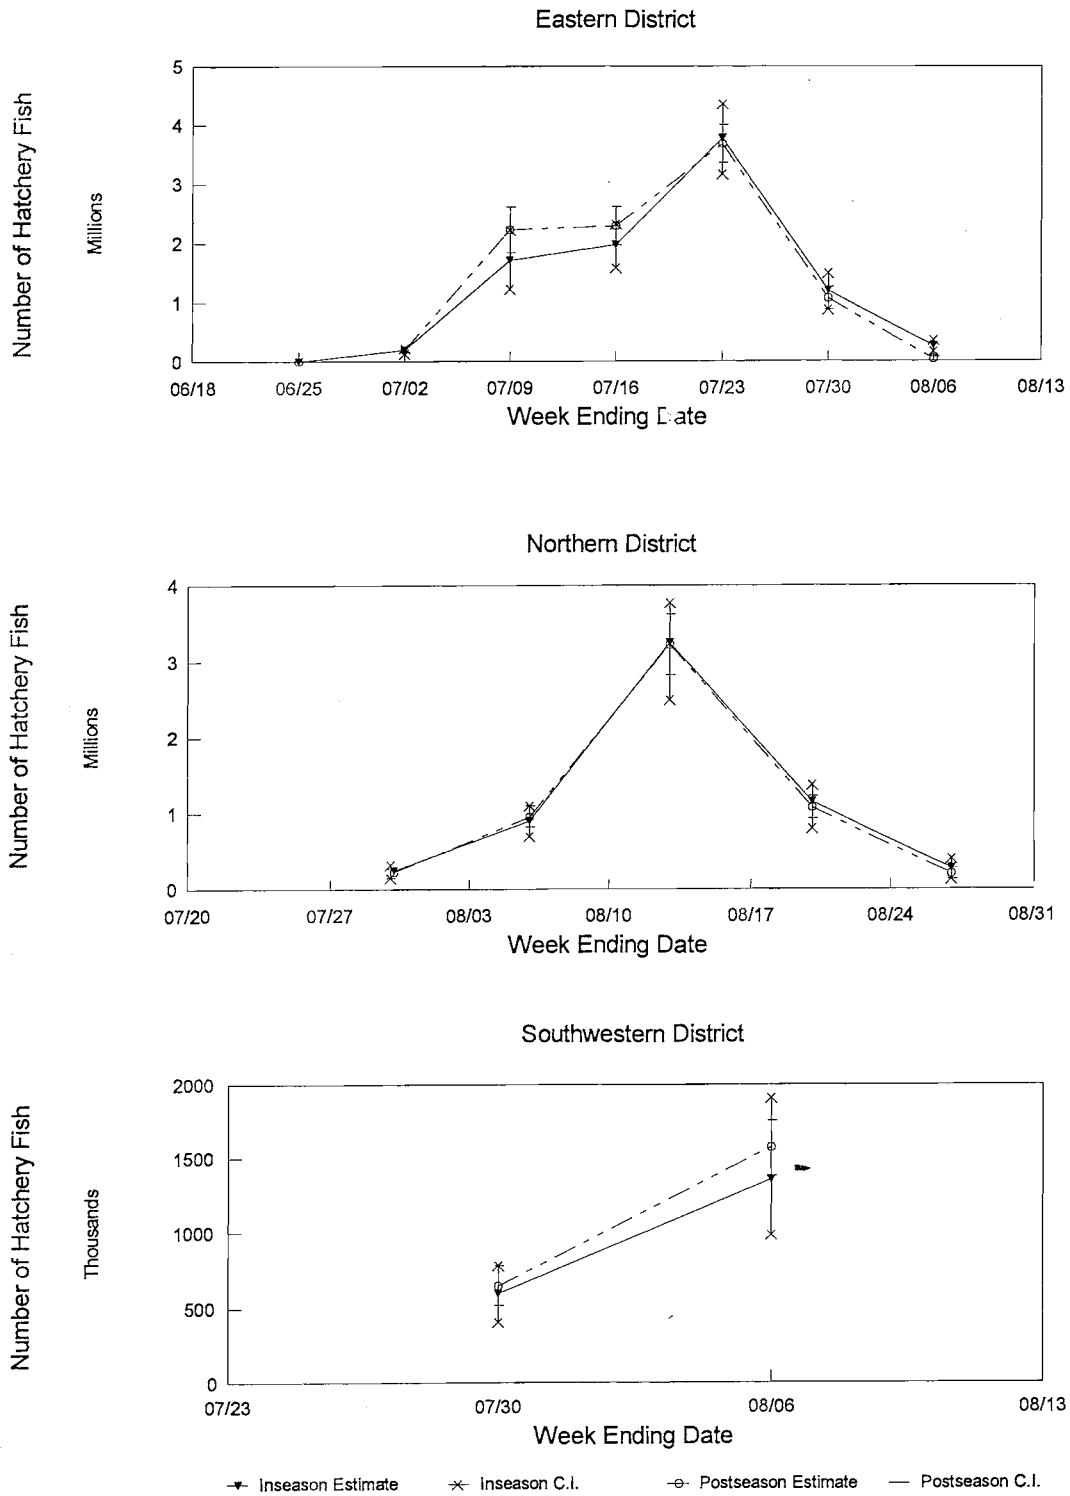 Eastern District
Number of Hatchery Fish
Millions
5
4
3
2
1
0
06/18 06/25 07/02 07/09 07/16 07/23 07/30 08/06 08/13
Week Ending Date
Northern District
Number of Hatchery Fish
Millions
4
3
2
1
0
07/20 07/27 08/03 08/10 08/17 08/24 08/31
Week Ending Date
Southwestern District
Number of Hatchery Fish
Thousands
2000
1500
1000
500
0
07/23 07/30 08/06 08/13
Week Ending Date
Inseason Estimate Inseason C.I. Postseason Estimate Postseason C.I.